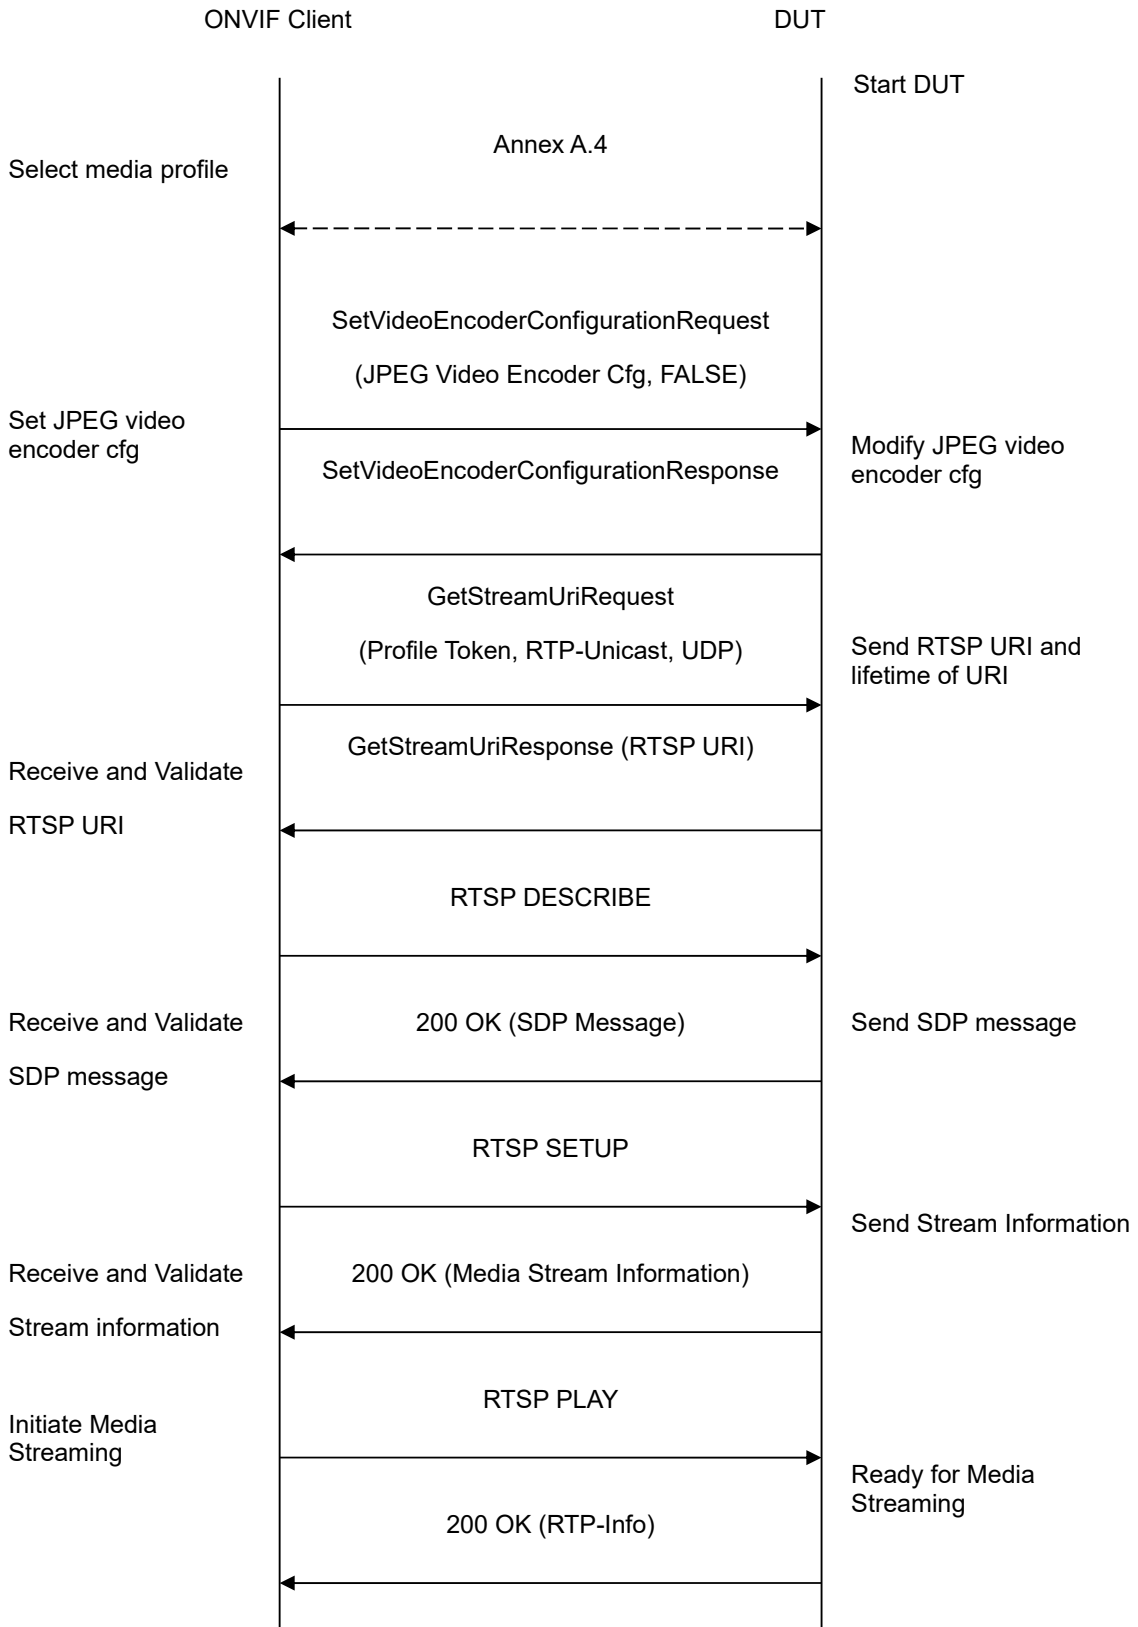 ONVIF Client
DUT
Start DUT
Annex A.4
Select media profile
SetVideoEncoderConfigurationRequest
(JPEG Video Encoder Cfg, FALSE)
Set JPEG video
encoder cfg
Modify JPEG video
encoder cfg
SetVideoEncoderConfigurationResponse
GetStreamUriRequest
(Profile Token, RTP-Unicast, UDP)
Send RTSP URI and
lifetime of URI
GetStreamUriResponse (RTSP URI)
Receive and Validate
RTSP URI
RTSP DESCRIBE
Receive and Validate
SDP message
200 OK (SDP Message)
Send SDP message
RTSP SETUP
Send Stream Information
Receive and Validate
Stream information
200 OK (Media Stream Information)
RTSP PLAY
Initiate Media
Streaming
Ready for Media
Streaming
200 OK (RTP-Info)